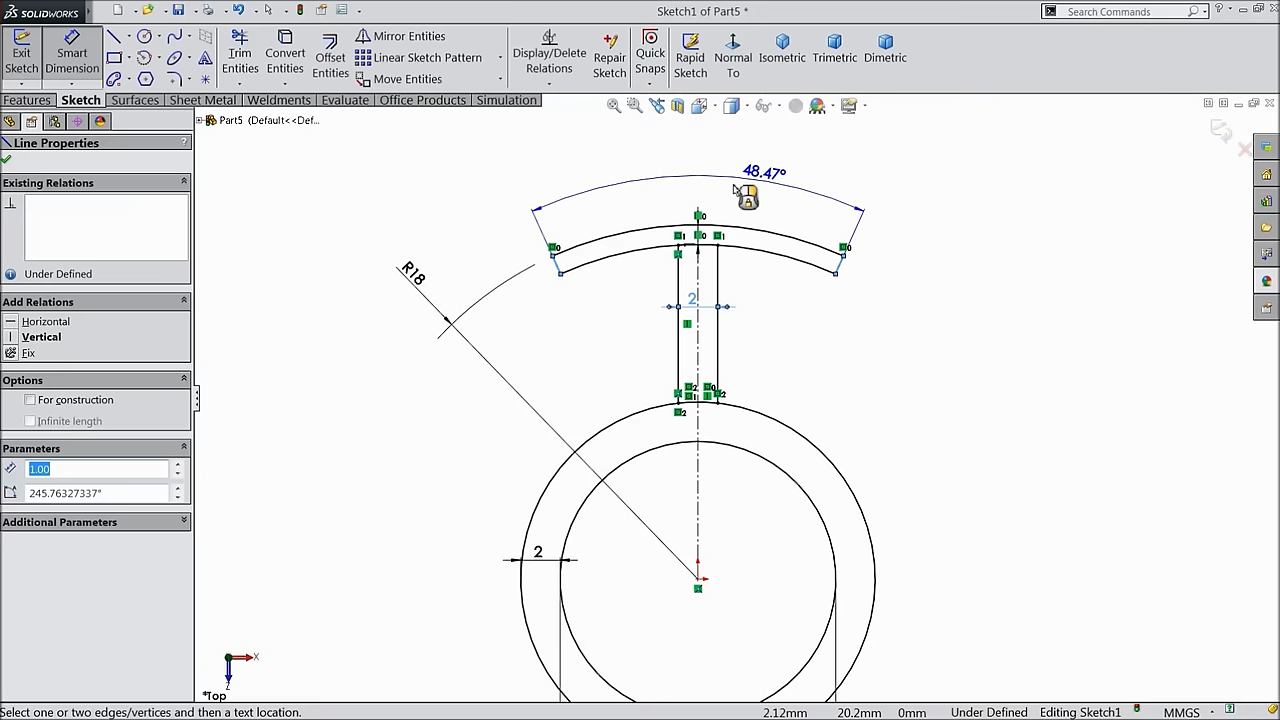 SOLIDWORKS
Sketch1 of Part5 *
Search Commands
Exit Sketch
Smart Dimension
Trim Entities
Convert Entities
Offset Entities
Mirror Entities
Linear Sketch Pattern
Move Entities
Display/Delete Relations
Repair Sketch
Quick Snaps
Rapid Sketch
Normal To
Isometric
Trimetric
Dimetric
Features
Sketch
Surfaces
Sheet Metal
Weldments
Evaluate
Office Products
Simulation
Part5 (Default<<Def...
Line Properties
?
Existing Relations
Under Defined
Add Relations
Horizontal
Vertical
Fix
Options
For construction
Infinite length
Parameters
1.00
245.76327337°
Additional Parameters
48.47°
R18
2
2
X
Z
*Top
Select one or two edges/vertices and then a text location.
2.12mm
20.2mm
0mm
Under Defined
Editing Sketch1
MMGS